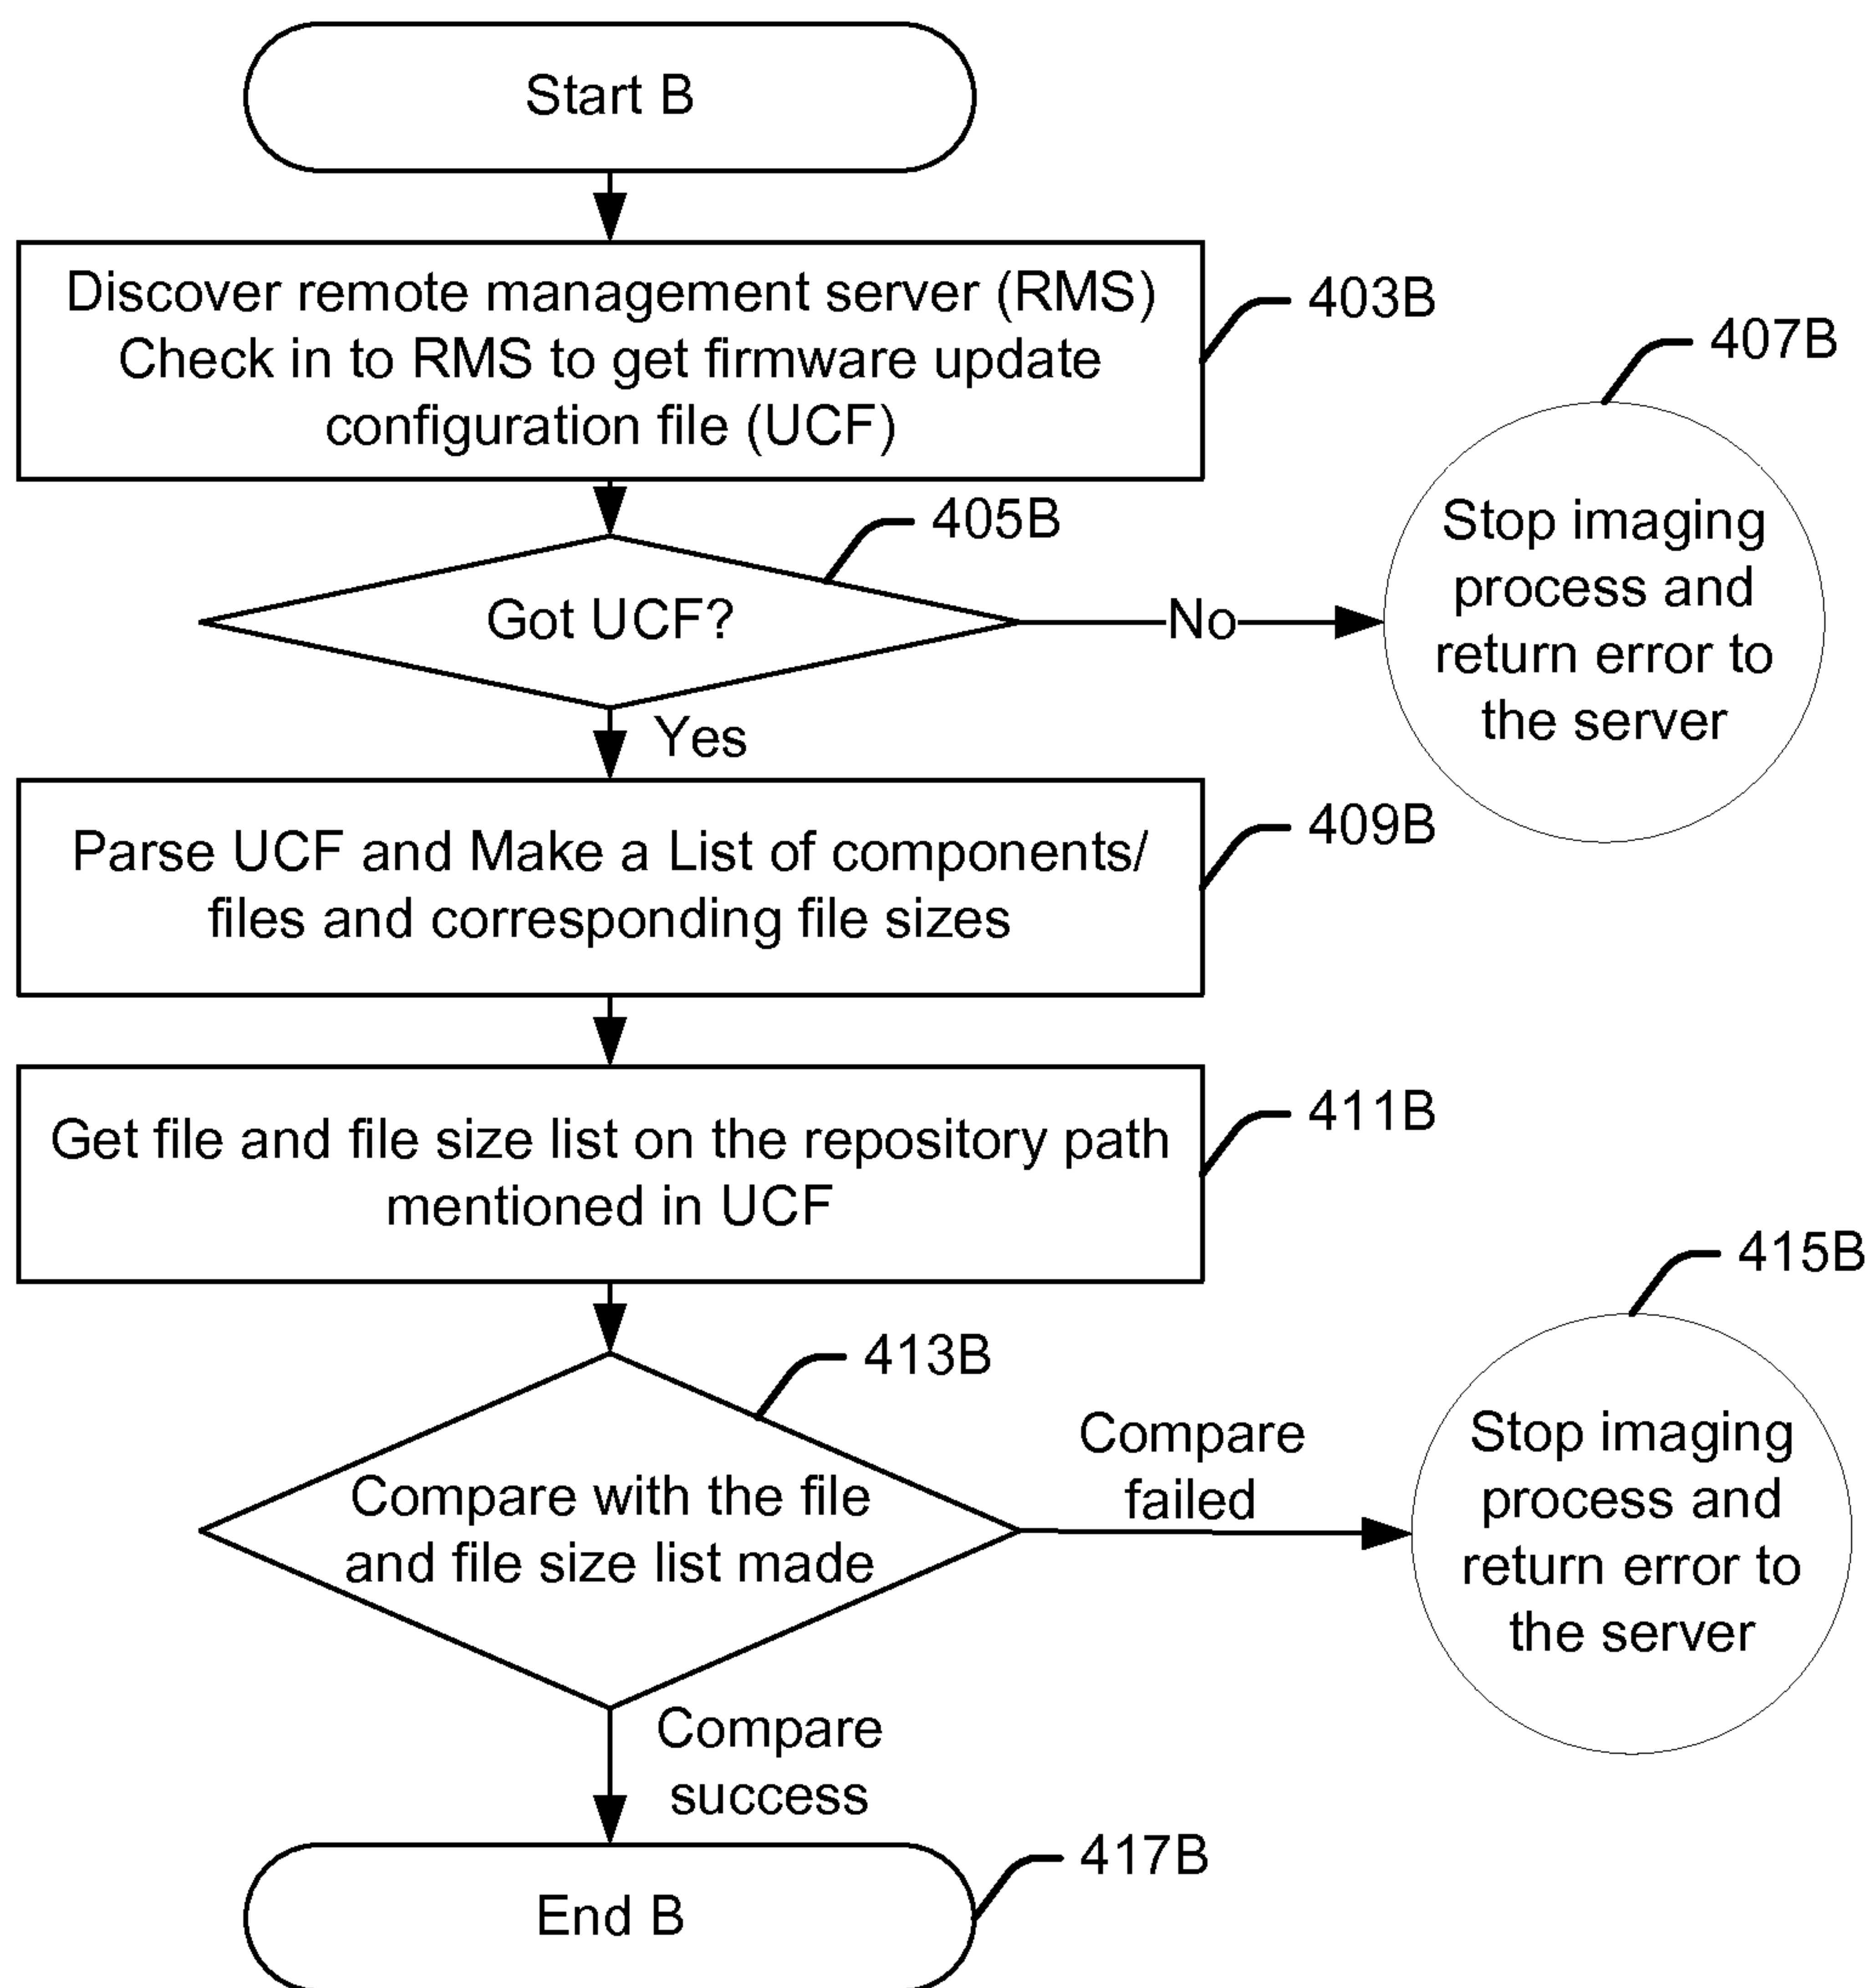 Start B
Discover remote management server (RMS)
Check in to RMS to get firmware update
configuration file (UCF)
403B
407B
405B
Got UCF?
No
Stop imaging
process and
return error to
the server
Yes
Parse UCF and Make a List of components/
files and corresponding file sizes
409B
Get file and file size list on the repository path
mentioned in UCF
411B
413B
415B
Compare with the file
and file size list made
Compare
failed
Stop imaging
process and
return error to
the server
Compare
success
End B
417B